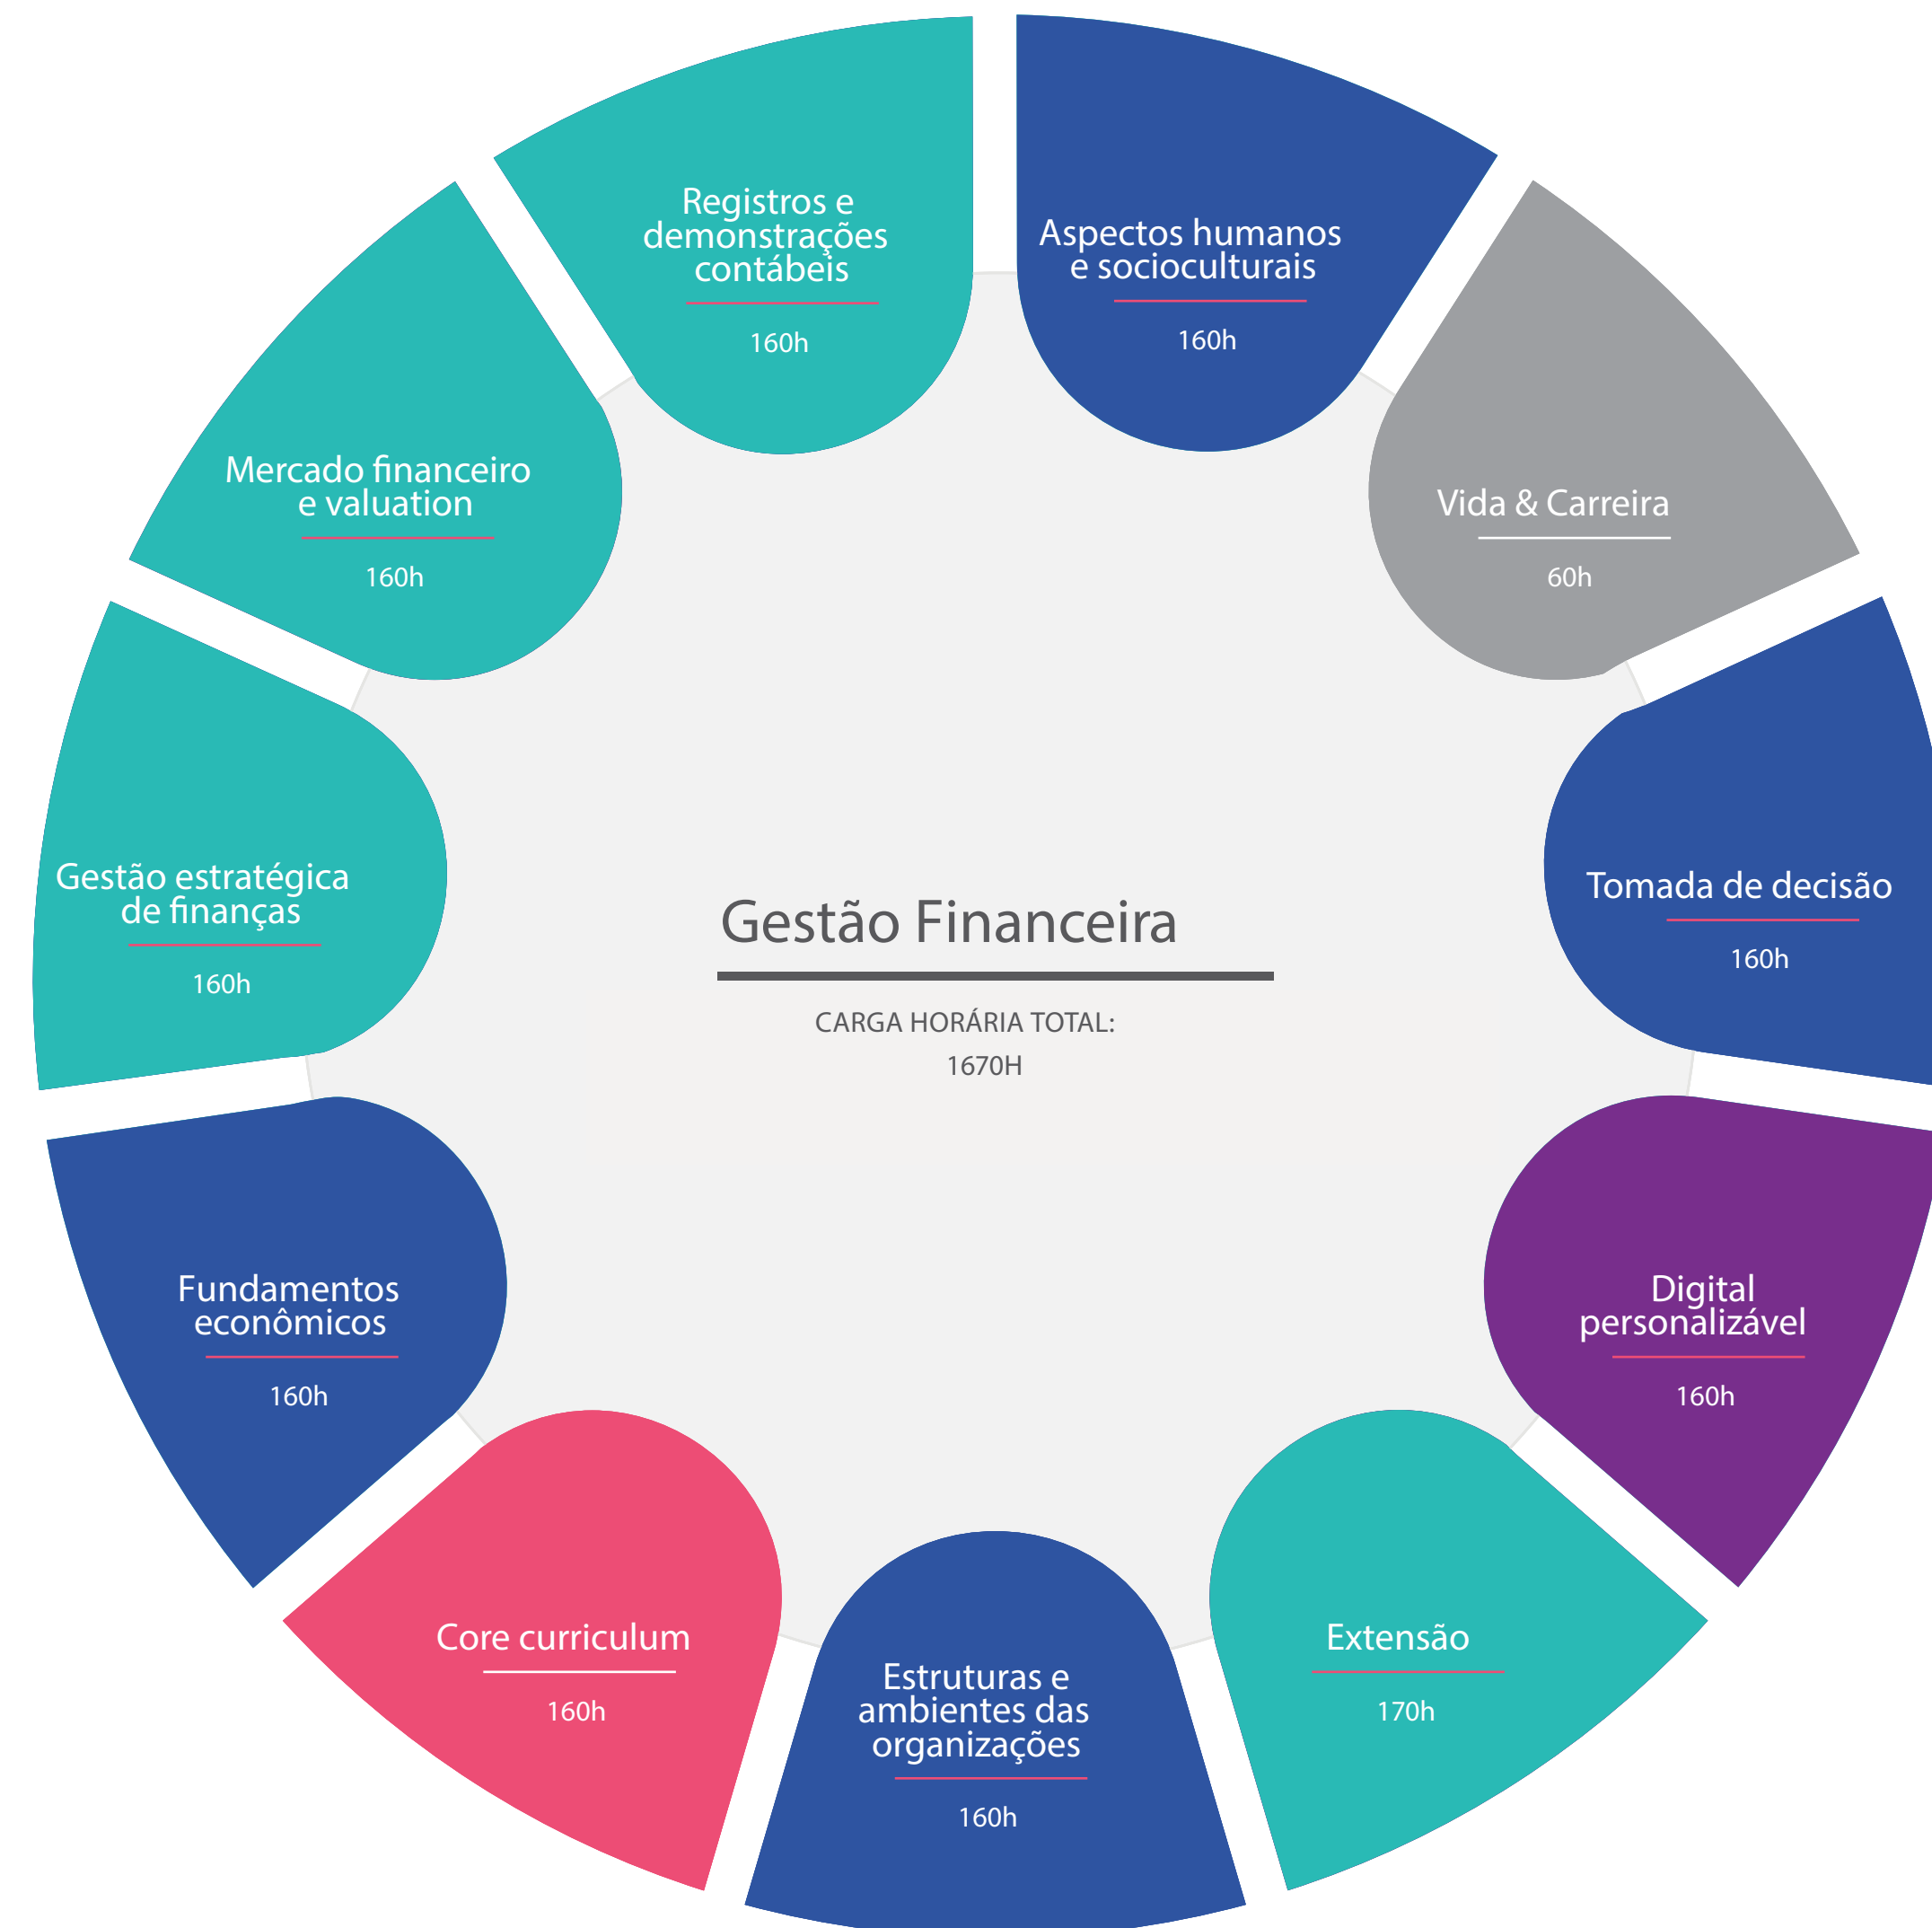 Registros e
demonstrações
contábeis
160h
Aspectos humanos
e socioculturais
160h
Mercado financeiro
e valuation
160h
Vida & Carreira
60h
Gestão estratégica
de finanças
160h
Tomada de decisão
160h
Gestão Financeira
CARGA HORÁRIA TOTAL:
1670H
Fundamentos
econômicos
160h
Digital
personalizável
160h
Core curriculum
160h
Estruturas e
ambientes das
organizações
160h
Extensão
170h